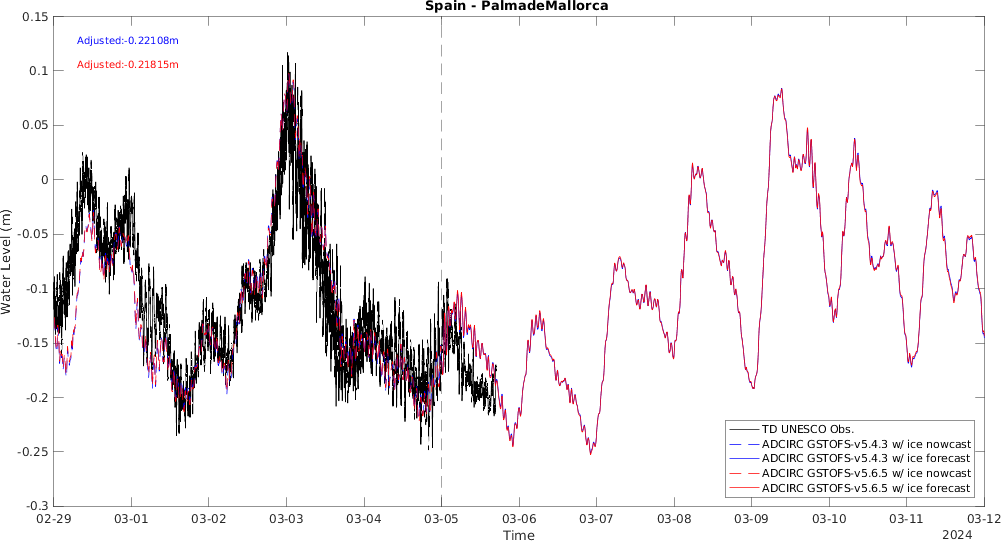 Spain - PalmadeMallorca
0.15
0.1
0.05
0
-0.05
-0.1
-0.15
-0.2
-0.25
-0.3
Water Level (m)
Adjusted:-0.22108m
Adjusted:-0.21815m
TD UNESCO Obs.
ADCIRC GSTOFS-v5.4.3 w/ ice nowcast
ADCIRC GSTOFS-v5.4.3 w/ ice forecast
ADCIRC GSTOFS-v5.6.5 w/ ice nowcast
ADCIRC GSTOFS-v5.6.5 w/ ice forecast
02-29 03-01 03-02 03-03 03-04 03-05 03-06 03-07 03-08 03-09 03-10 03-11 03-12
Time
2024